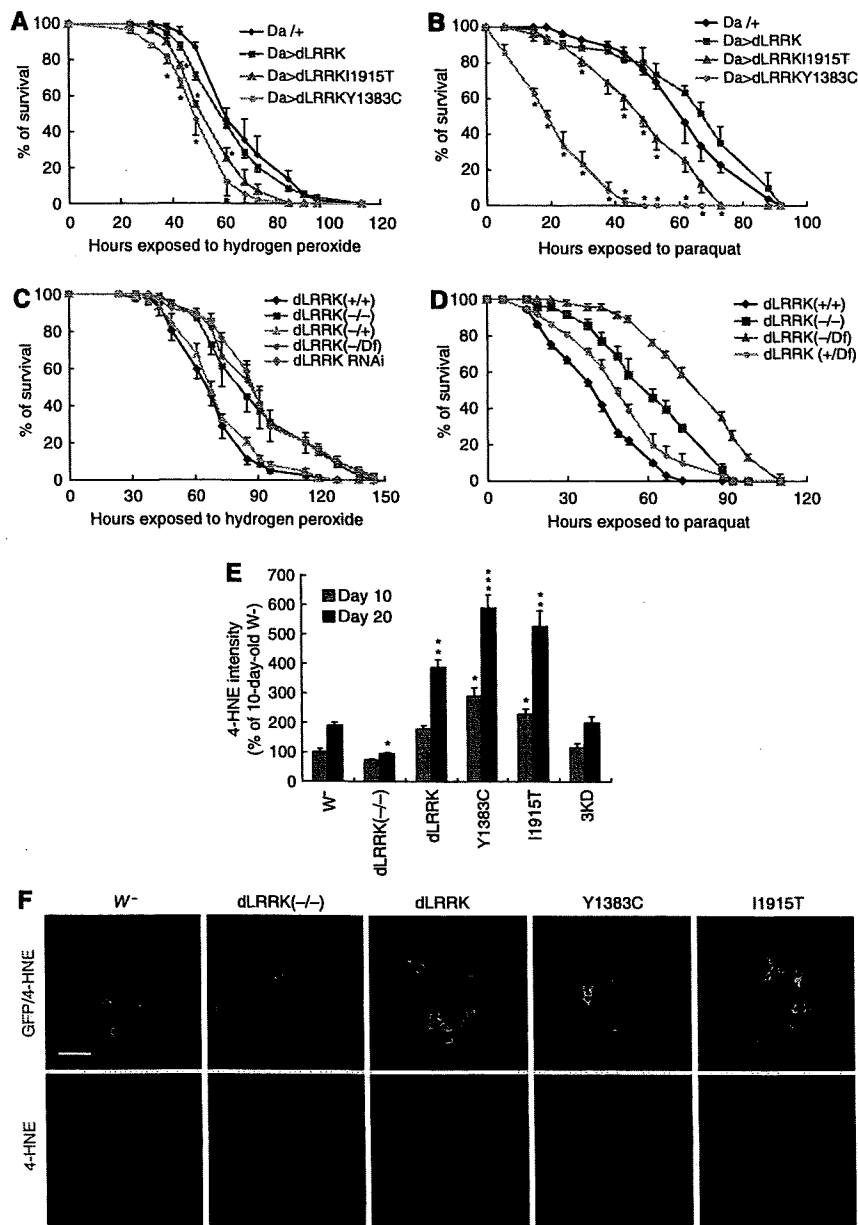 A
% of survival
100
80
60
40
20
0
0 20 40 60 80 100 120
Hours exposed to hydrogen peroxide
Da /+
Da>dLRRK
Da>dLRRKI1915T
Da>dLRRKY1383C
B
% of survival
100
80
60
40
20
0
0 20 40 60 80 100
Hours exposed to paraquat
Da /+
Da>dLRRK
Da>dLRRKI1915T
Da>dLRRKY1383C
C
% of survival
100
80
60
40
20
0
0 30 60 90 120 150
Hours exposed to hydrogen peroxide
dLRRK(+/+)
dLRRK(–/–)
dLRRK(–/+)
dLRRK(–/Df)
dLRRK RNAi
D
% of survival
100
80
60
40
20
0
0 30 60 90 120
Hours exposed to paraquat
dLRRK(+/+)
dLRRK(–/–)
dLRRK(–/Df)
dLRRK (+/Df)
E
4-HNE intensity
(% of 10-day-old W-)
700
600
500
400
300
200
100
0
Day 10
Day 20
W-
dLRRK(–/–)
dLRRK
Y1383C
I1915T
3KD
F
W- dLRRK(–/–) dLRRK Y1383C I1915T
GFP/4-HNE
4-HNE